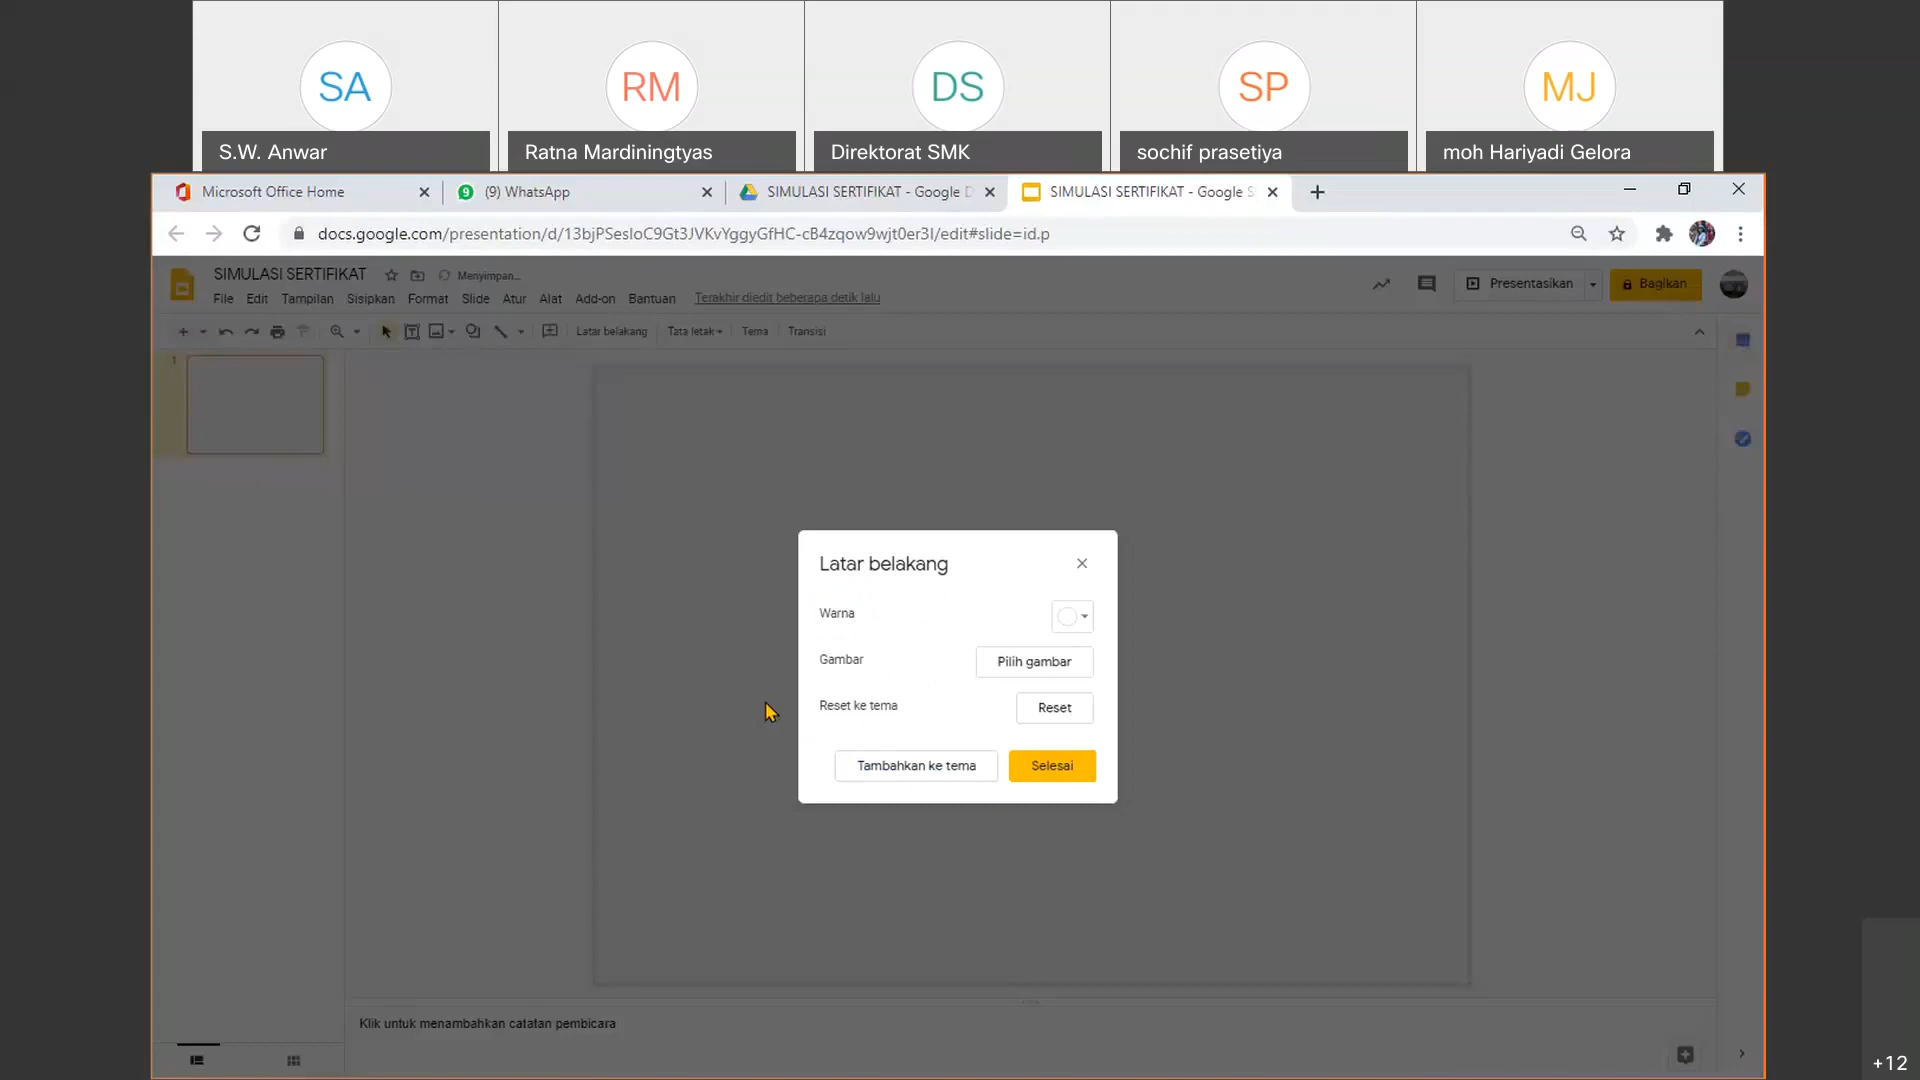 SA RM DS SP MJ
S.W. Anwar Ratna Mardiningtyas Direktorat SMK sochif prasetiya moh Hariyadi Gelora
Microsoft Office Home (9) WhatsApp SIMULASI SERTIFIKAT - Google D SIMULASI SERTIFIKAT - Google S
docs.google.com/presentation/d/13bjPSesIoC9Gt3JVKvYggyGfHC-cB4zqow9wjt0er3I/edit#slide=id.p
SIMULASI SERTIFIKAT Menyimpan...
File Edit Tampilan Sisipkan Format Slide Atur Alat Add-on Bantuan Terakhir diedit beberapa detik lalu Presentasikan Bagikan
Latar belakang Tata letak Tema Transisi
1
Latar belakang
Warna
Gambar Pilih gambar
Reset ke tema Reset
Tambahkan ke tema Selesai
Klik untuk menambahkan catatan pembicara
+12